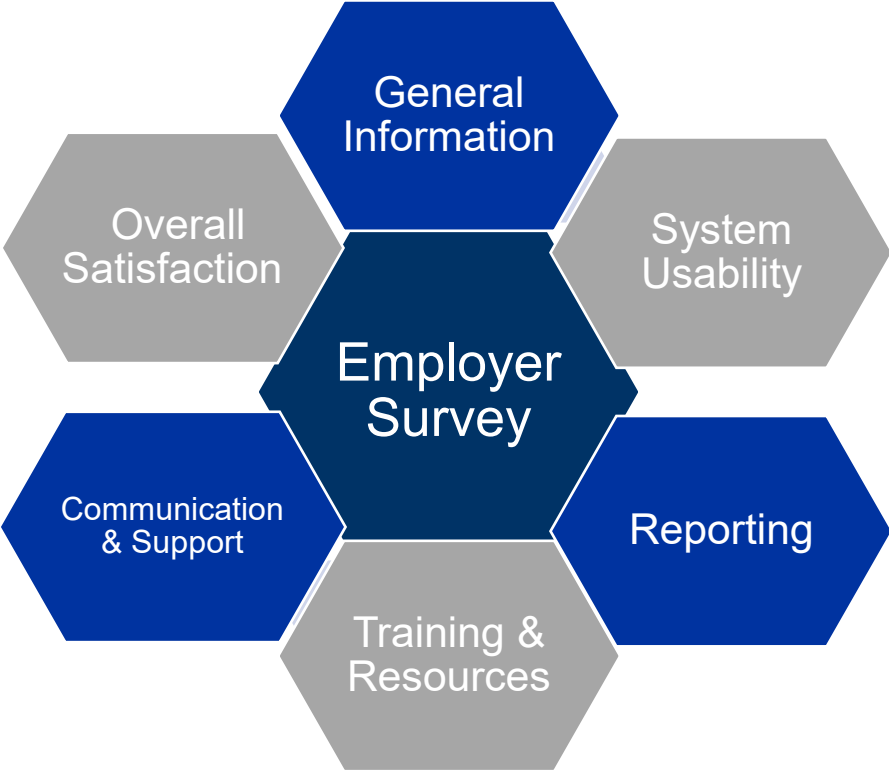 General
Information
System
Usability
Reporting
Training &
Resources
Communication
& Support
Overall
Satisfaction
Employer
Survey